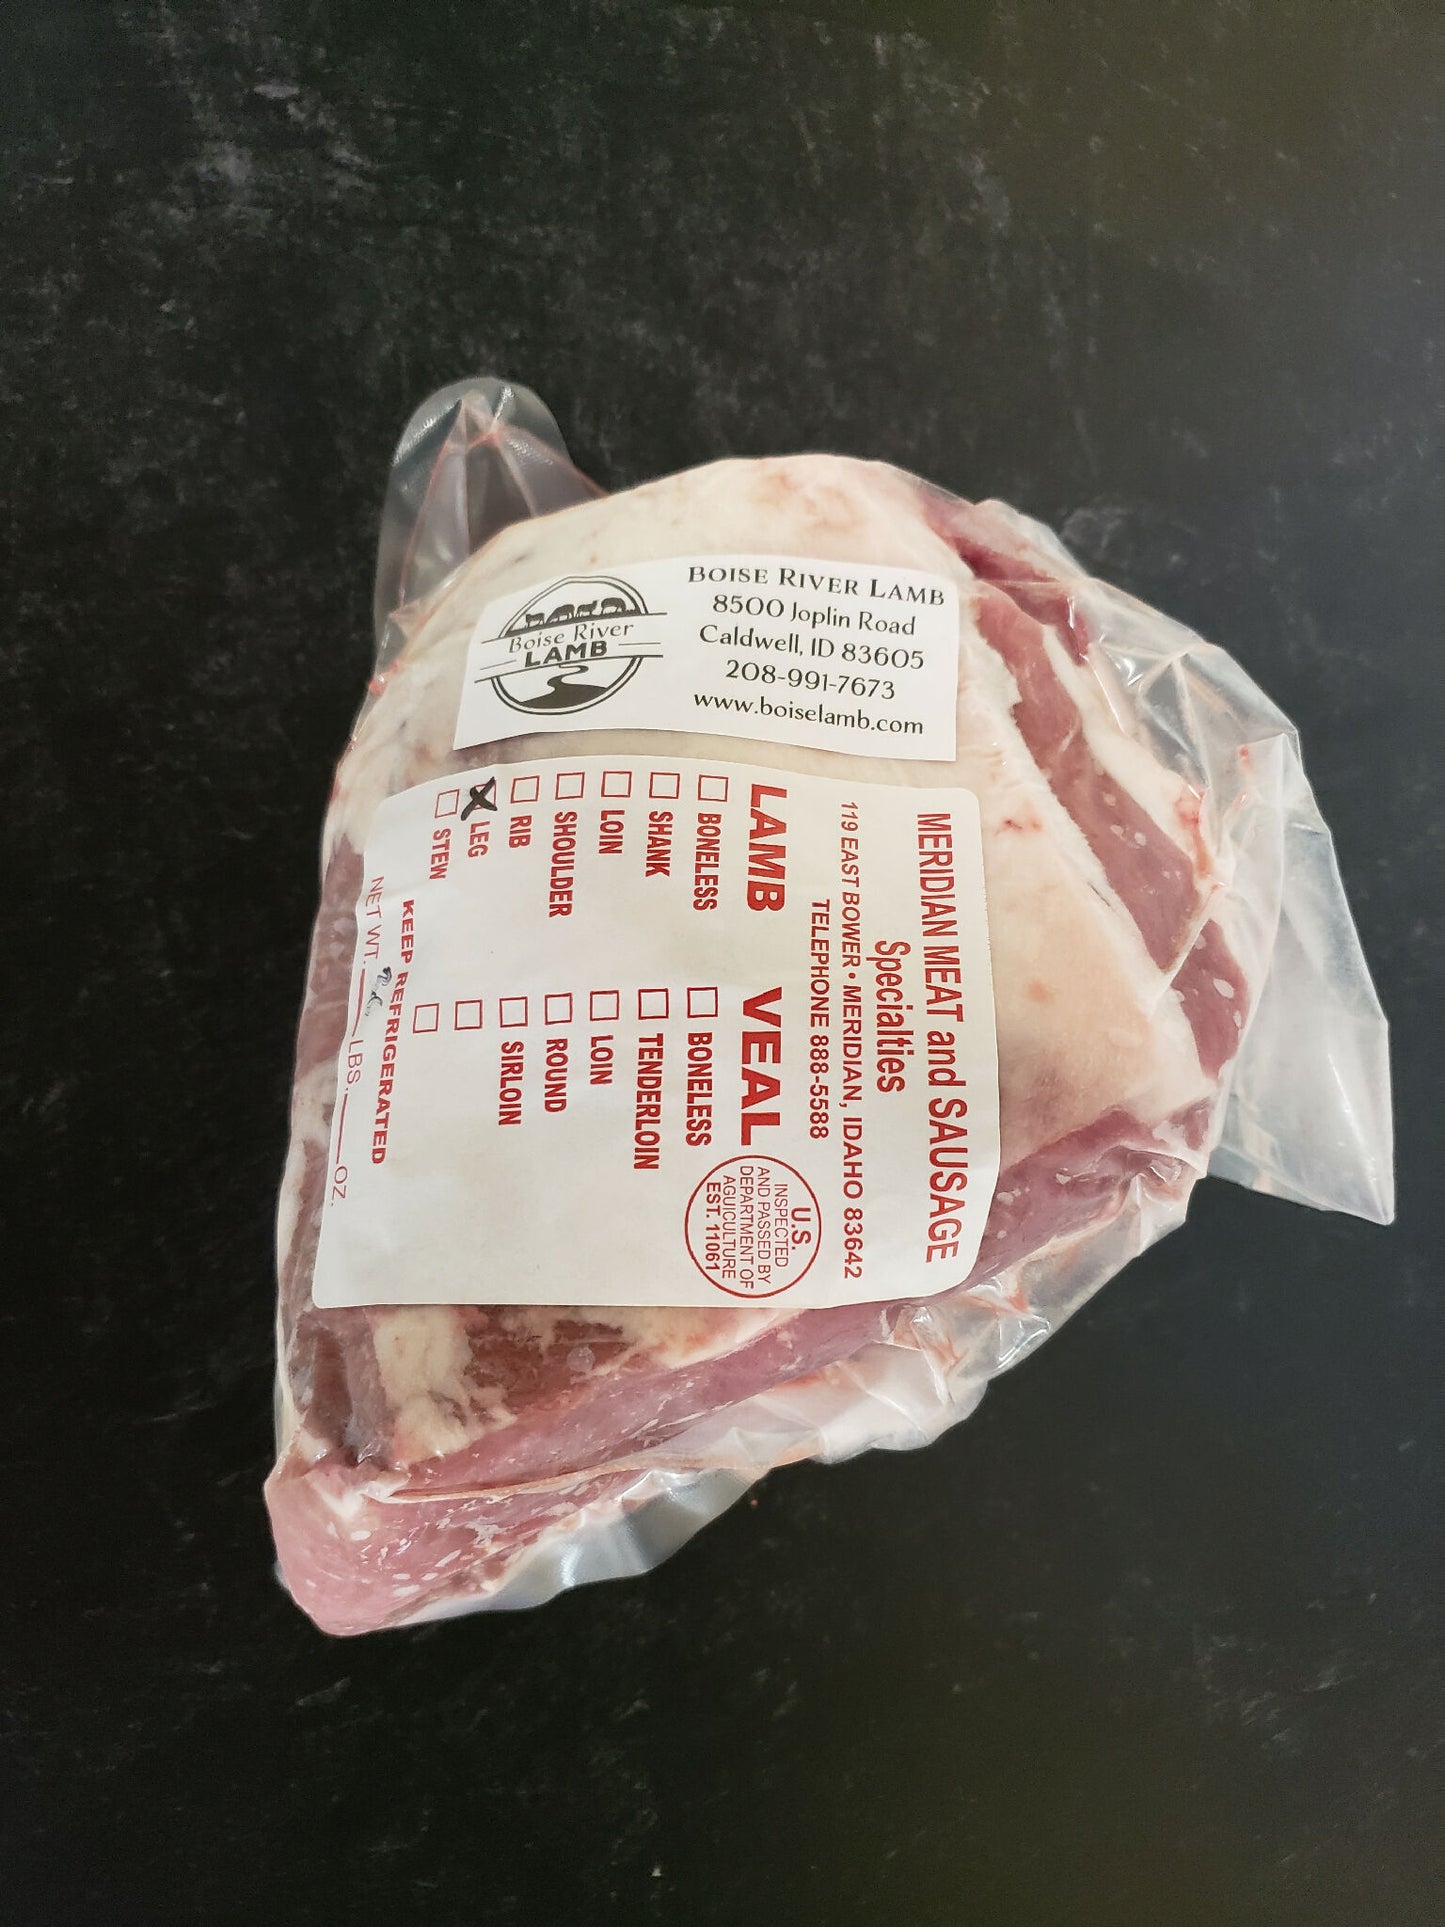 Boise River
LAMB
BOISE RIVER LAMB
8500 Joplin Road
Caldwell, ID 83605
208-991-7673
www.boiselamb.com
MERIDIAN MEAT and SAUSAGE
Specialties
119 EAST BOWER • MERIDIAN, IDAHO 83642
TELEPHONE 888-5588
LAMB
BONELESS
SHANK
LOIN
SHOULDER
RIB
LEG
STEW
VEAL
BONELESS
TENDERLOIN
LOIN
ROUND
SIRLOIN
U.S.
INSPECTED
AND PASSED BY
DEPARTMENT OF
AGUICULTURE
EST. 11061
KEEP REFRIGERATED
NET WT. LBS. OZ.